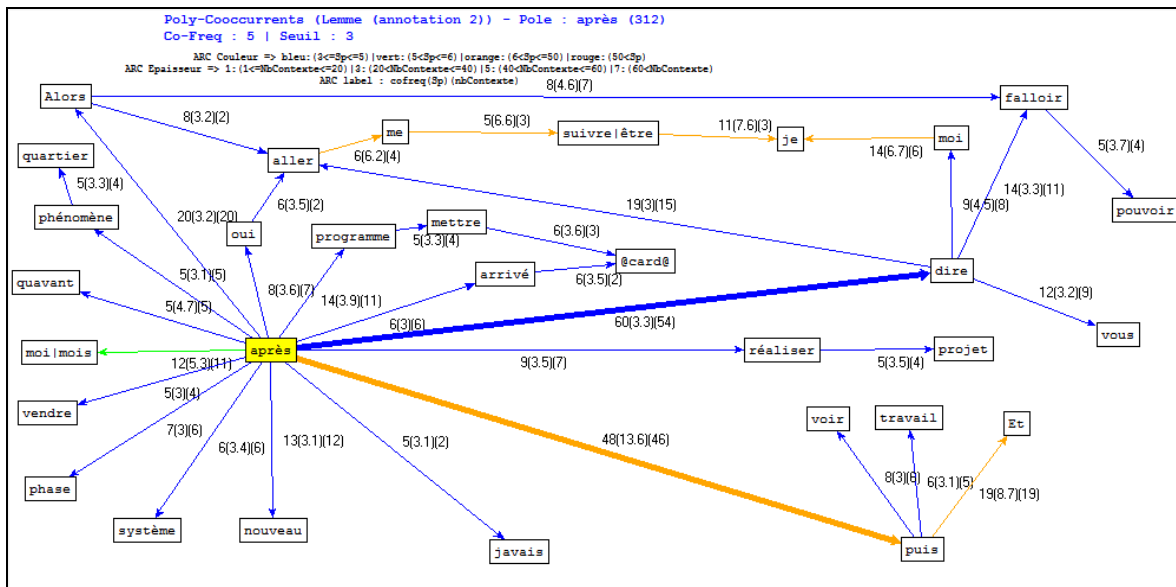 Poly-Cooccurrents (Lemme (annotation 2)) - Pole : après (312)
Co-Freq : 5 | Seuil : 3
ARC Couleur => bleu:(3<=Sp<=5)|vert:(5<Sp<=6)|orange:(6<Sp<=50)|rouge:(50<Sp)
ARC Epaisseur => 1:(1<=NbContexte<=20)|3:(20<NbContexte<=40)|5:(40<NbContexte<=60)|7:(60<NbContexte)
ARC label : cofreq(Sp)(nbContexte)
Alors
8(4.6)(7)
falloir
8(3.2)(2)
me
5(6.6)(3)
suivre|être
11(7.6)(3)
je
14(6.7)(6)
moi
5(3.7)(4)
quartier
aller
6(6.2)(4)
5(3.3)(4)
6(3.5)(2)
19(3)(15)
9(4.5)(8)
14(3.3)(11)
pouvoir
phénomène
20(3.2)(20)
oui
programme
5(3.3)(4)
mettre
6(3.6)(3)
@card@
quavant
5(3.1)(5)
8(3.6)(7)
14(3.9)(11)
arrivé
6(3.5)(2)
dire
12(3.2)(9)
5(4.7)(5)
6(3)(6)
60(3.3)(54)
vous
moi|mois
après
9(3.5)(7)
réaliser
5(3.5)(4)
projet
12(5.3)(11)
vendre
5(3)(4)
7(3)(6)
6(3.4)(6)
13(3.1)(12)
5(3.1)(2)
48(13.6)(46)
voir
travail
Et
phase
8(3)(6)
6(3.1)(5)
19(8.7)(19)
système
nouveau
javais
puis